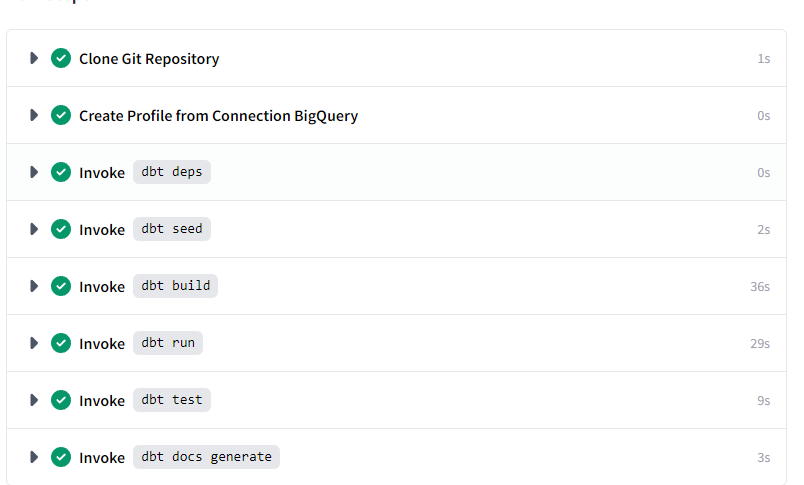 Clone Git Repository 1s
Create Profile from Connection BigQuery 0s
Invoke dbt deps 0s
Invoke dbt seed 2s
Invoke dbt build 36s
Invoke dbt run 29s
Invoke dbt test 9s
Invoke dbt docs generate 3s